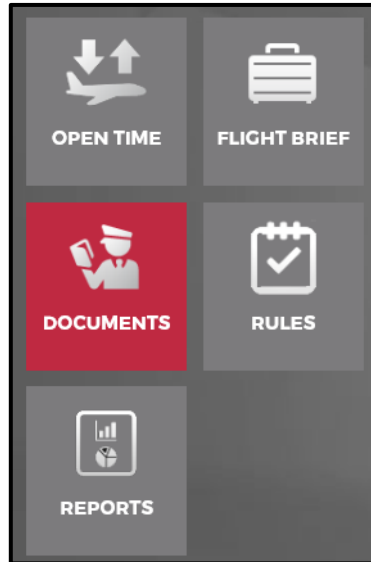 OPEN TIME
FLIGHT BRIEF
DOCUMENTS
RULES
REPORTS